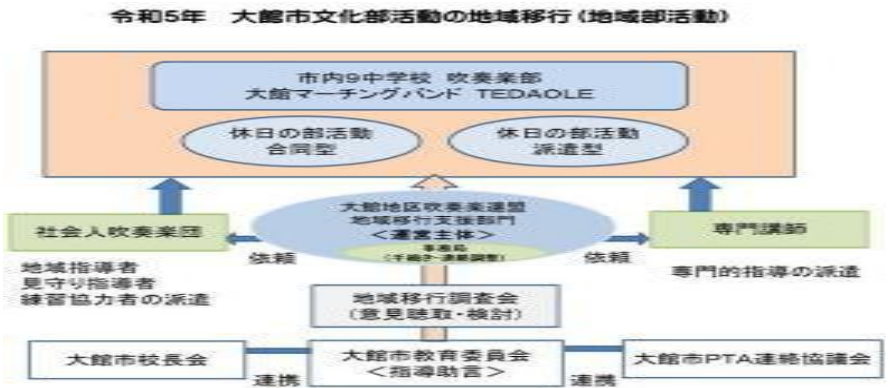 令和5年 大館市文化部活動の地域移行(地域部活動)
市内9中学校 吹奏楽部
大館マーチングバンド TEDAOLE
休日の部活動
合同型
休日の部活動
派遣型
大館地区吹奏楽連盟
地域移行支援部門
<運営主体>
事務局
(手続き・連絡調整)
社会人吹奏楽団
依頼
依頼
専門講師
地域指導者
見守り指導者
練習協力者の派遣
専門的指導の派遣
地域移行調査会
(意見聴取・検討)
大館市校長会
連携
大館市教育委員会
<指導助言>
連携
大館市PTA連絡協議会